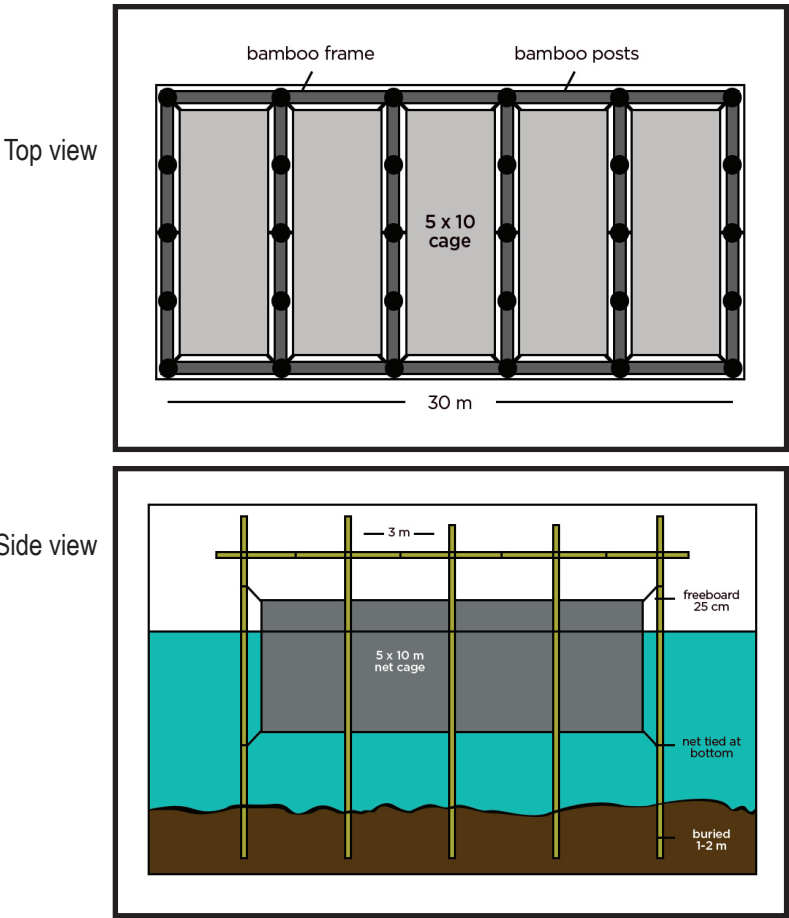 bamboo frame
bamboo posts
Top view
5 x 10
cage
30 m
Side view
3 m
freeboard
25 cm
5 x 10 m
net cage
net tied at
bottom
buried
1-2 m